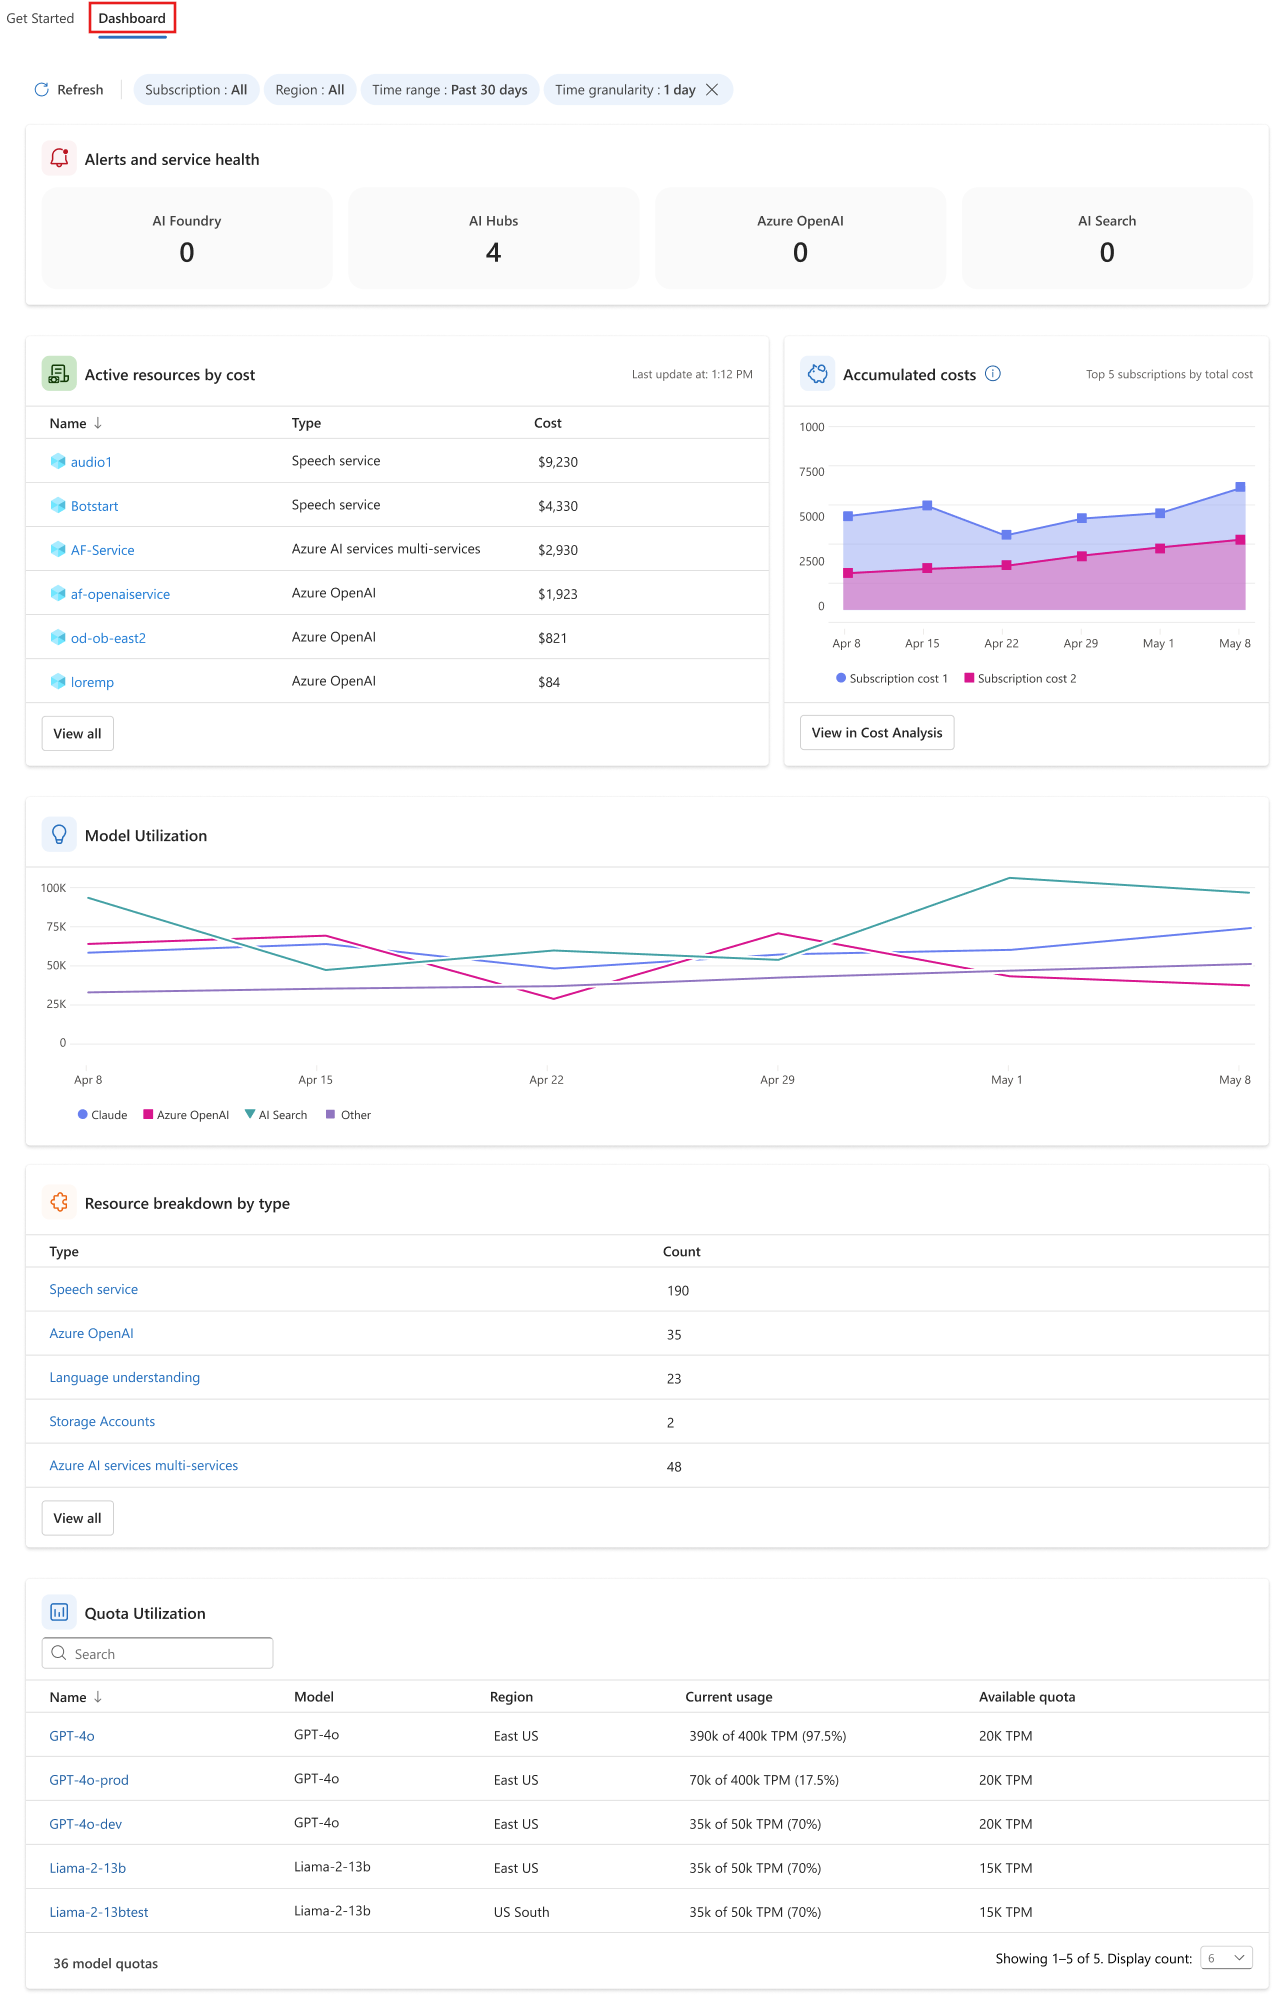 Get Started Dashboard
Refresh Subscription : All Region : All Time range : Past 30 days Time granularity : 1 day
Alerts and service health
AI Foundry AI Hubs Azure OpenAI AI Search
0 4 0 0
Active resources by cost Last update at: 1:12 PM
Name ↓ Type Cost
audio1 Speech service $9,230
Botstart Speech service $4,330
AF-Service Azure AI services multi-services $2,930
af-openaiservice Azure OpenAI $1,923
od-ob-east2 Azure OpenAI $821
loremp Azure OpenAI $84
View all
Accumulated costs Top 5 subscriptions by total cost
1000
7500
5000
2500
0
Apr 8 Apr 15 Apr 22 Apr 29 May 1 May 8
Subscription cost 1 Subscription cost 2
View in Cost Analysis
Model Utilization
100K
75K
50K
25K
0
Apr 8 Apr 15 Apr 22 Apr 29 May 1 May 8
Claude Azure OpenAI AI Search Other
Resource breakdown by type
Type Count
Speech service 190
Azure OpenAI 35
Language understanding 23
Storage Accounts 2
Azure AI services multi-services 48
View all
Quota Utilization
Search
Name ↓ Model Region Current usage Available quota
GPT-4o GPT-4o East US 390k of 400k TPM (97.5%) 20K TPM
GPT-4o-prod GPT-4o East US 70k of 400k TPM (17.5%) 20K TPM
GPT-4o-dev GPT-4o East US 35k of 50k TPM (70%) 20K TPM
Liama-2-13b Liama-2-13b East US 35k of 50k TPM (70%) 15K TPM
Liama-2-13btest Liama-2-13b US South 35k of 50k TPM (70%) 15K TPM
36 model quotas Showing 1–5 of 5. Display count: 6